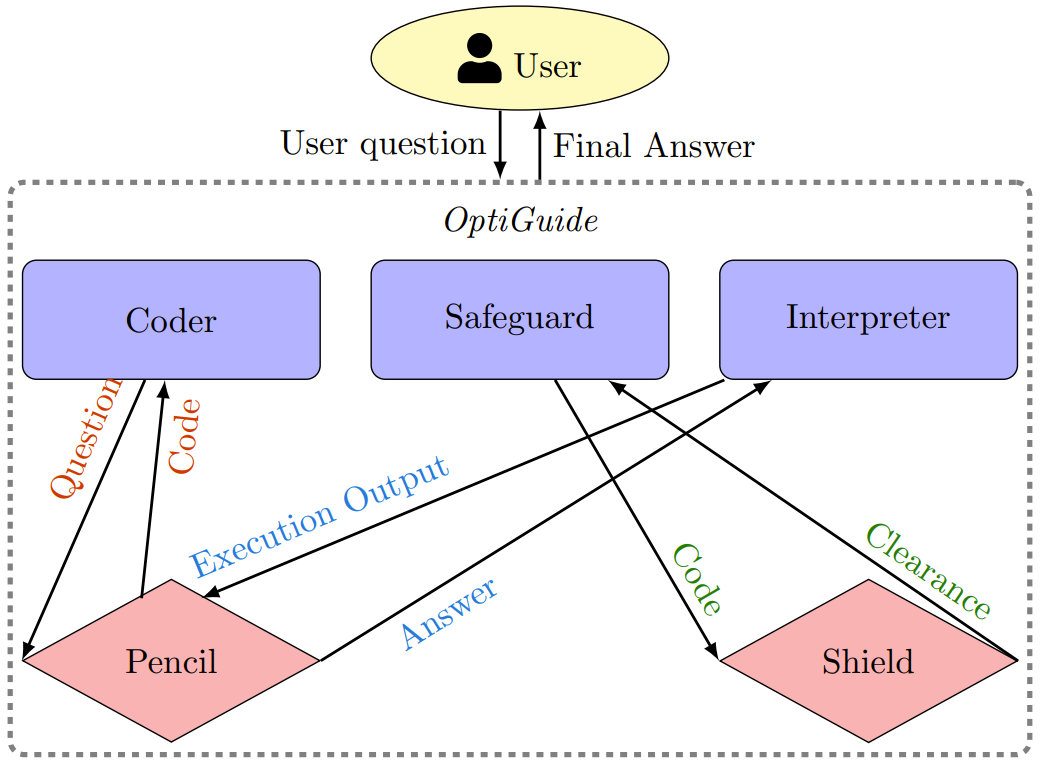 User
User question
Final Answer
OptiGuide
Coder
Safeguard
Interpreter
Question
Code
Execution Output
Answer
Code
Clearance
Pencil
Shield